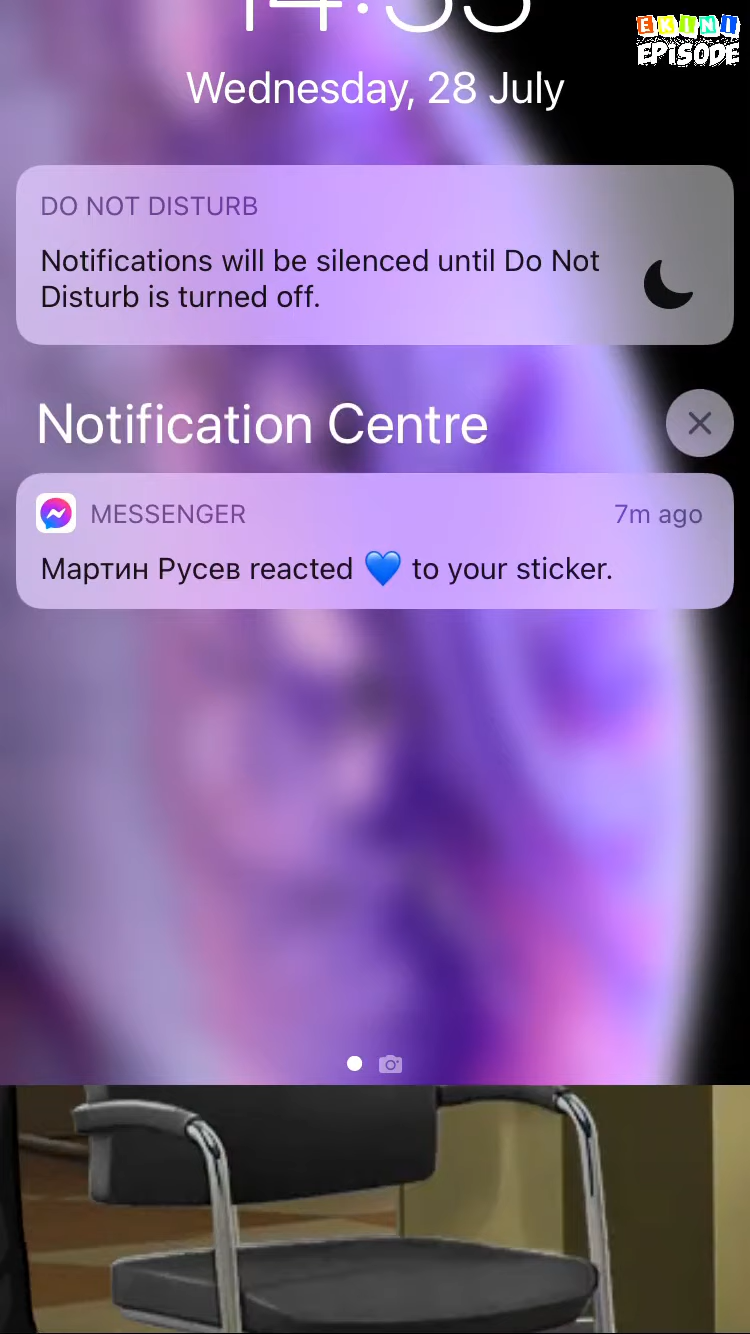 EKINI
EPISODE
Wednesday, 28 July
DO NOT DISTURB
Notifications will be silenced until Do Not
Disturb is turned off.
Notification Centre
MESSENGER
7m ago
Мартин Русев reacted 💙 to your sticker.